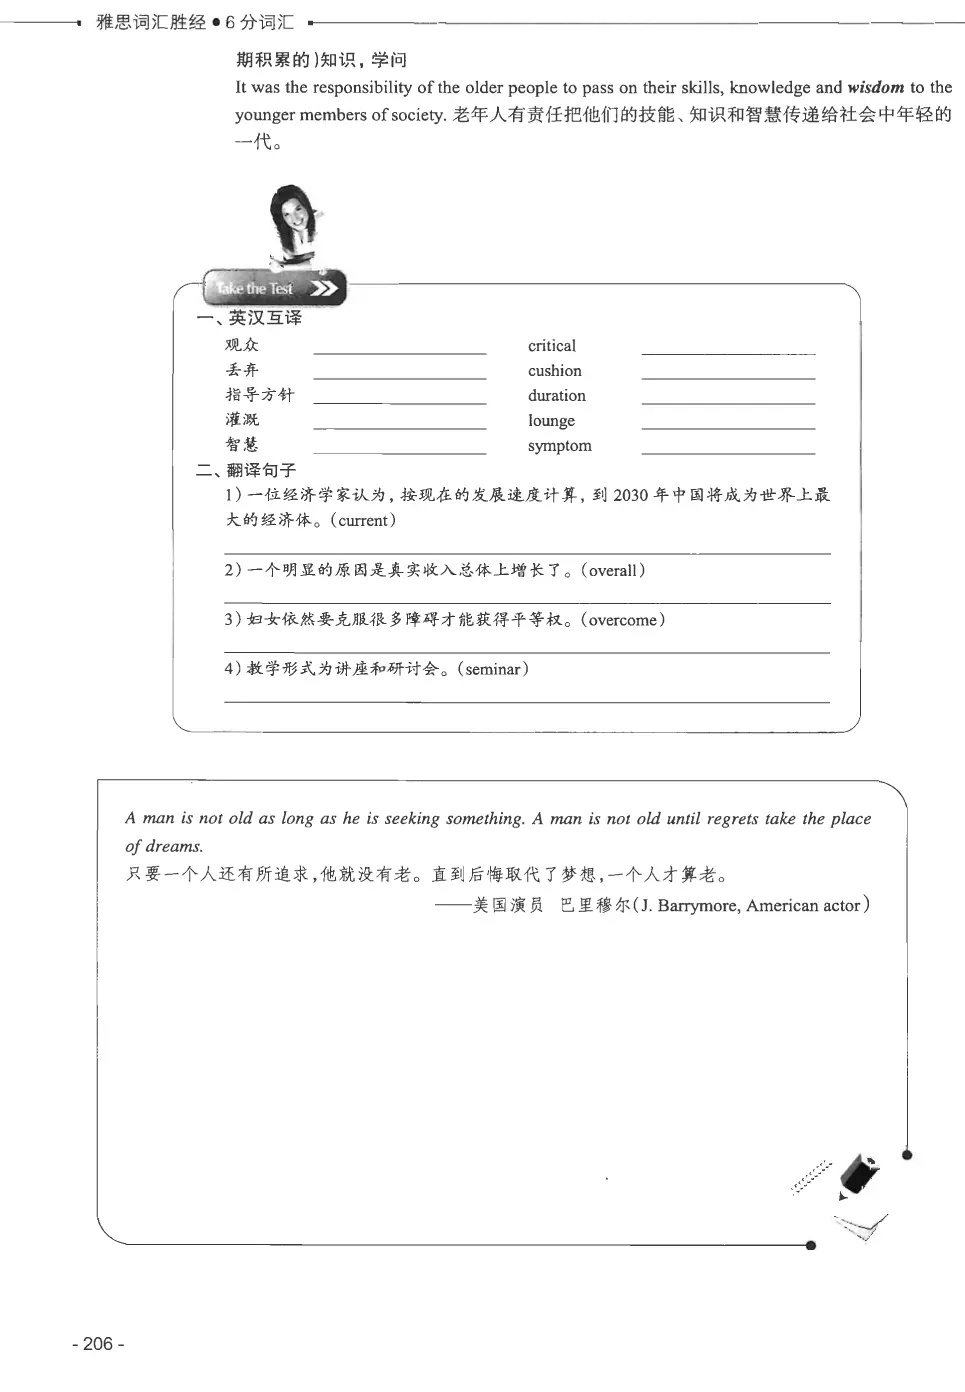 雅思词汇胜经●6分词汇
期积累的)知识，学问
It was the responsibility of the older people to pass on their skills, knowledge and wisdom to the
younger members of society. 老年人有责任把他们的技能、知识和智慧传递给社会中年轻的
一代。
Take the Test
一、英汉互译
观众 critical
丢弃 cushion
指导方针 duration
灌溉 lounge
智慧 symptom
二、翻译句子
1)一位经济学家认为，按现在的发展速度计算，到 2030 年中国将成为世界上最
大的经济体。(current)
2)一个明显的原因是真实收入总体上增长了。(overall)
3)妇女依然要克服很多障碍才能获得平等权。(overcome)
4)教学形式为讲座和研讨会。(seminar)
A man is not old as long as he is seeking something. A man is not old until regrets take the place
of dreams.
只要一个人还有所追求,他就没有老。直到后悔取代了梦想,一个人才算老。
——美国演员 巴里穆尔(J. Barrymore, American actor)
- 206 -